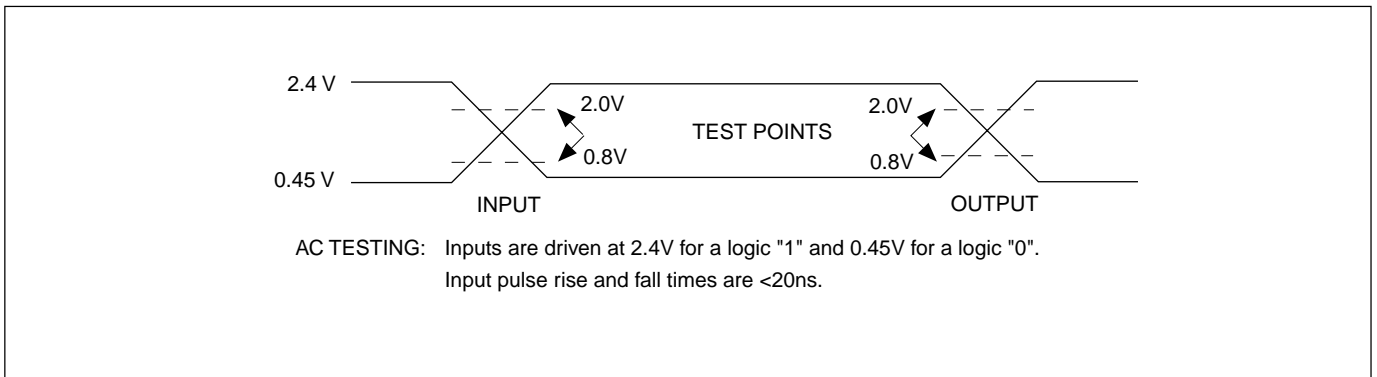 2.4 V
2.0V
2.0V
TEST POINTS
0.8V
0.8V
0.45 V
INPUT
OUTPUT
AC TESTING: Inputs are driven at 2.4V for a logic "1" and 0.45V for a logic "0".
Input pulse rise and fall times are <20ns.